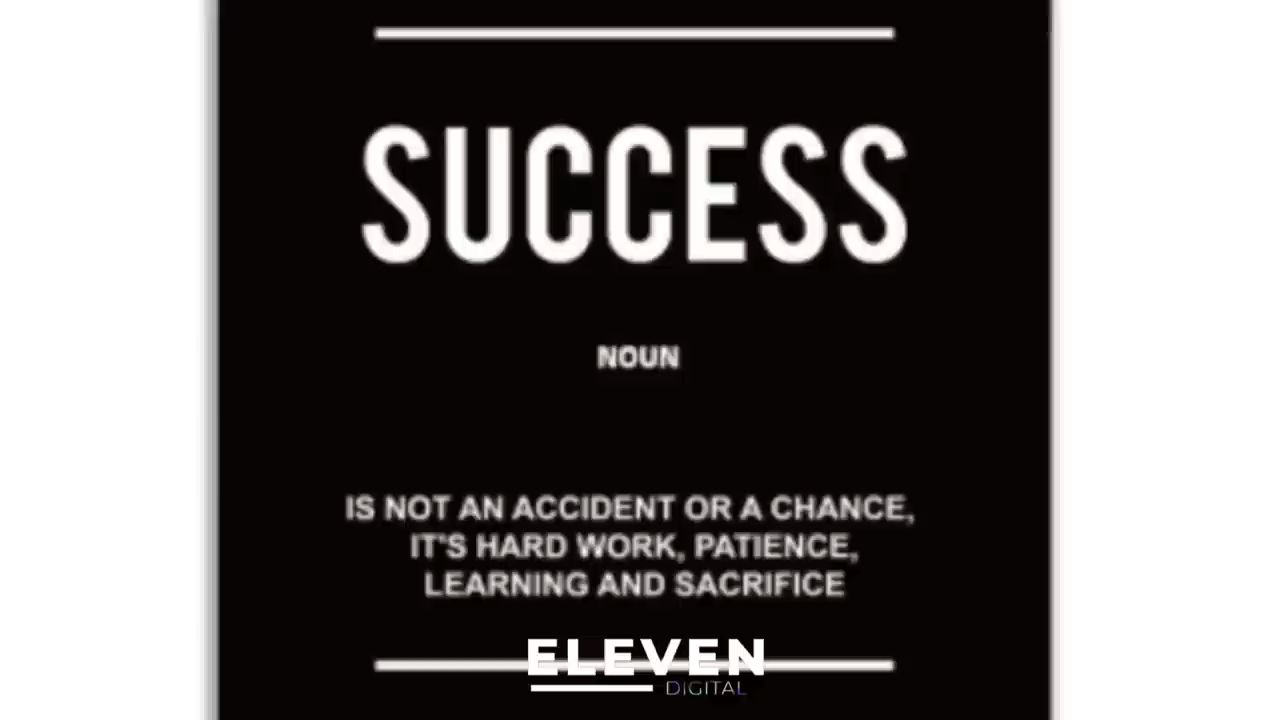 SUCCESS
NOUN
IS NOT AN ACCIDENT OR A CHANCE,
IT'S HARD WORK, PATIENCE,
LEARNING AND SACRIFICE
ELEVEN
DIGITAL